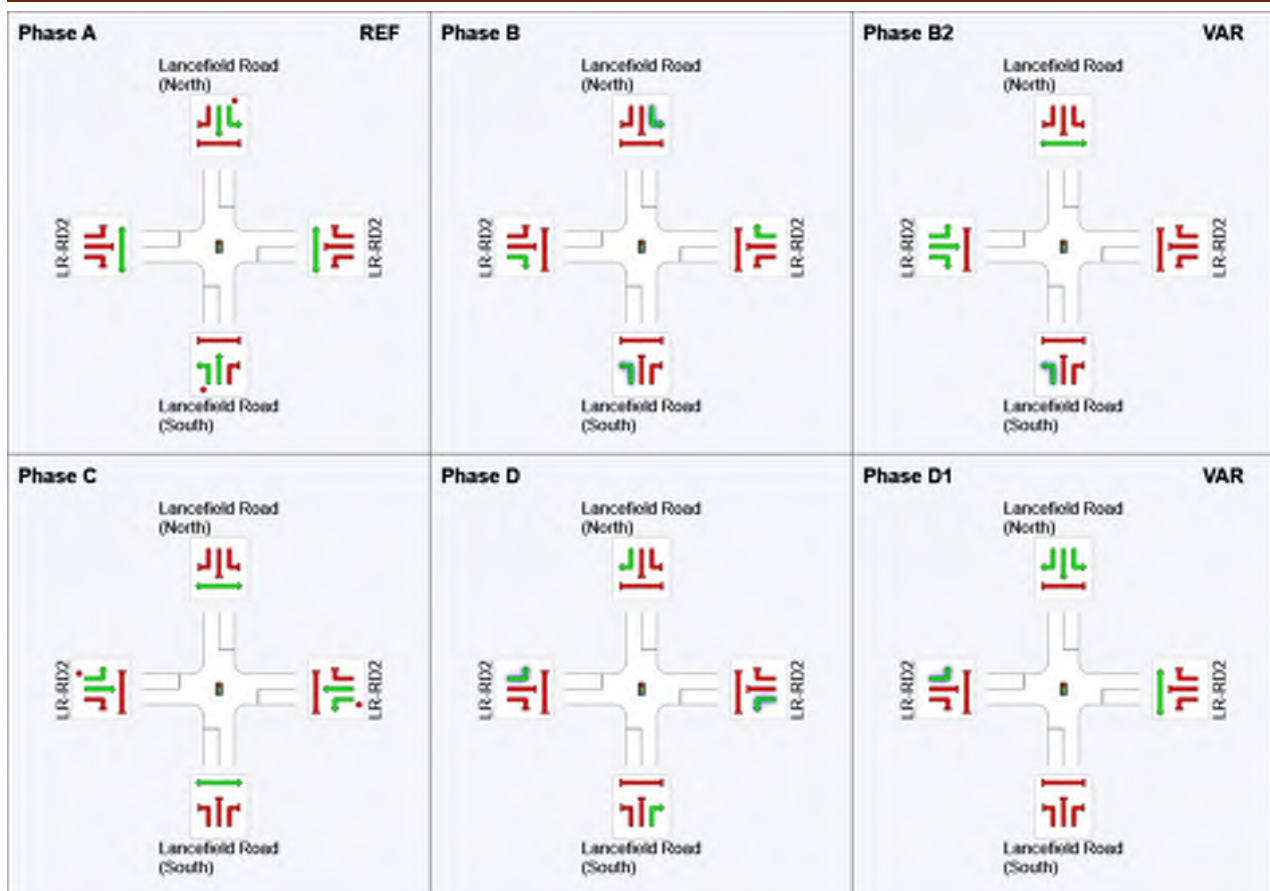 Phase A REF
Lancefield Road
(North)
LR-RD2
LR-RD2
Lancefield Road
(South)
Phase B
Lancefield Road
(North)
LR-RD2
LR-RD2
Lancefield Road
(South)
Phase B2 VAR
Lancefield Road
(North)
LR-RD2
LR-RD2
Lancefield Road
(South)
Phase C
Lancefield Road
(North)
LR-RD2
LR-RD2
Lancefield Road
(South)
Phase D
Lancefield Road
(North)
LR-RD2
LR-RD2
Lancefield Road
(South)
Phase D1 VAR
Lancefield Road
(North)
LR-RD2
LR-RD2
Lancefield Road
(South)